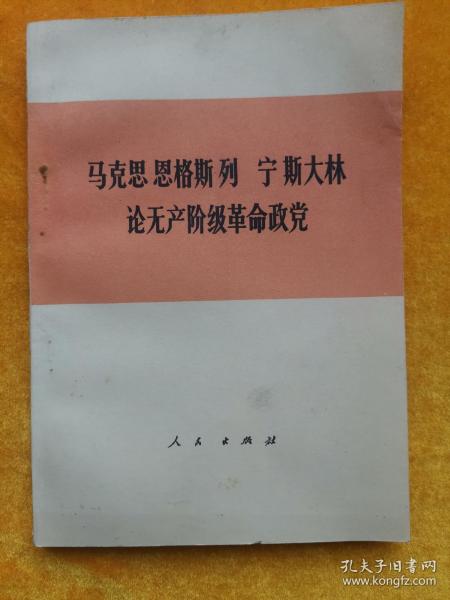 马克思 恩格斯 列 宁 斯大林
论无产阶级革命政党
人民出版社
孔夫子旧书网
www.kongfz.com